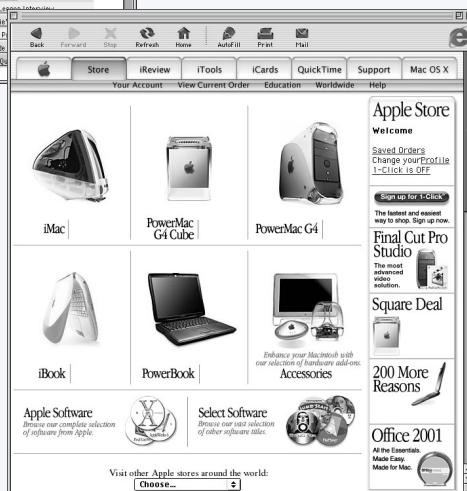 Back Forward Stop Refresh Home AutoFill Print Mail
Store iReview iTools iCards QuickTime Support Mac OS X
Your Account View Current Order Education Worldwide Help
Apple Store
Welcome
Saved Orders
Change your Profile
1-Click is OFF
Sign up for 1-Click
The fastest and easiest
way to shop. Sign up now.
iMac
PowerMac
G4 Cube
PowerMac G4
Final Cut Pro
Studio
The most
advanced
video
solution.
Square Deal
iBook
PowerBook
Enhance your Macintosh with
our selection of hardware add-ons.
Accessories
200 More
Reasons
Apple Software
Browse our complete selection
of software from Apple.
Select Software
Browse our vast selection
of other software titles.
Office 2001
All the Essentials.
Made Easy.
Made for Mac.
Visit other Apple stores around the world:
Choose...